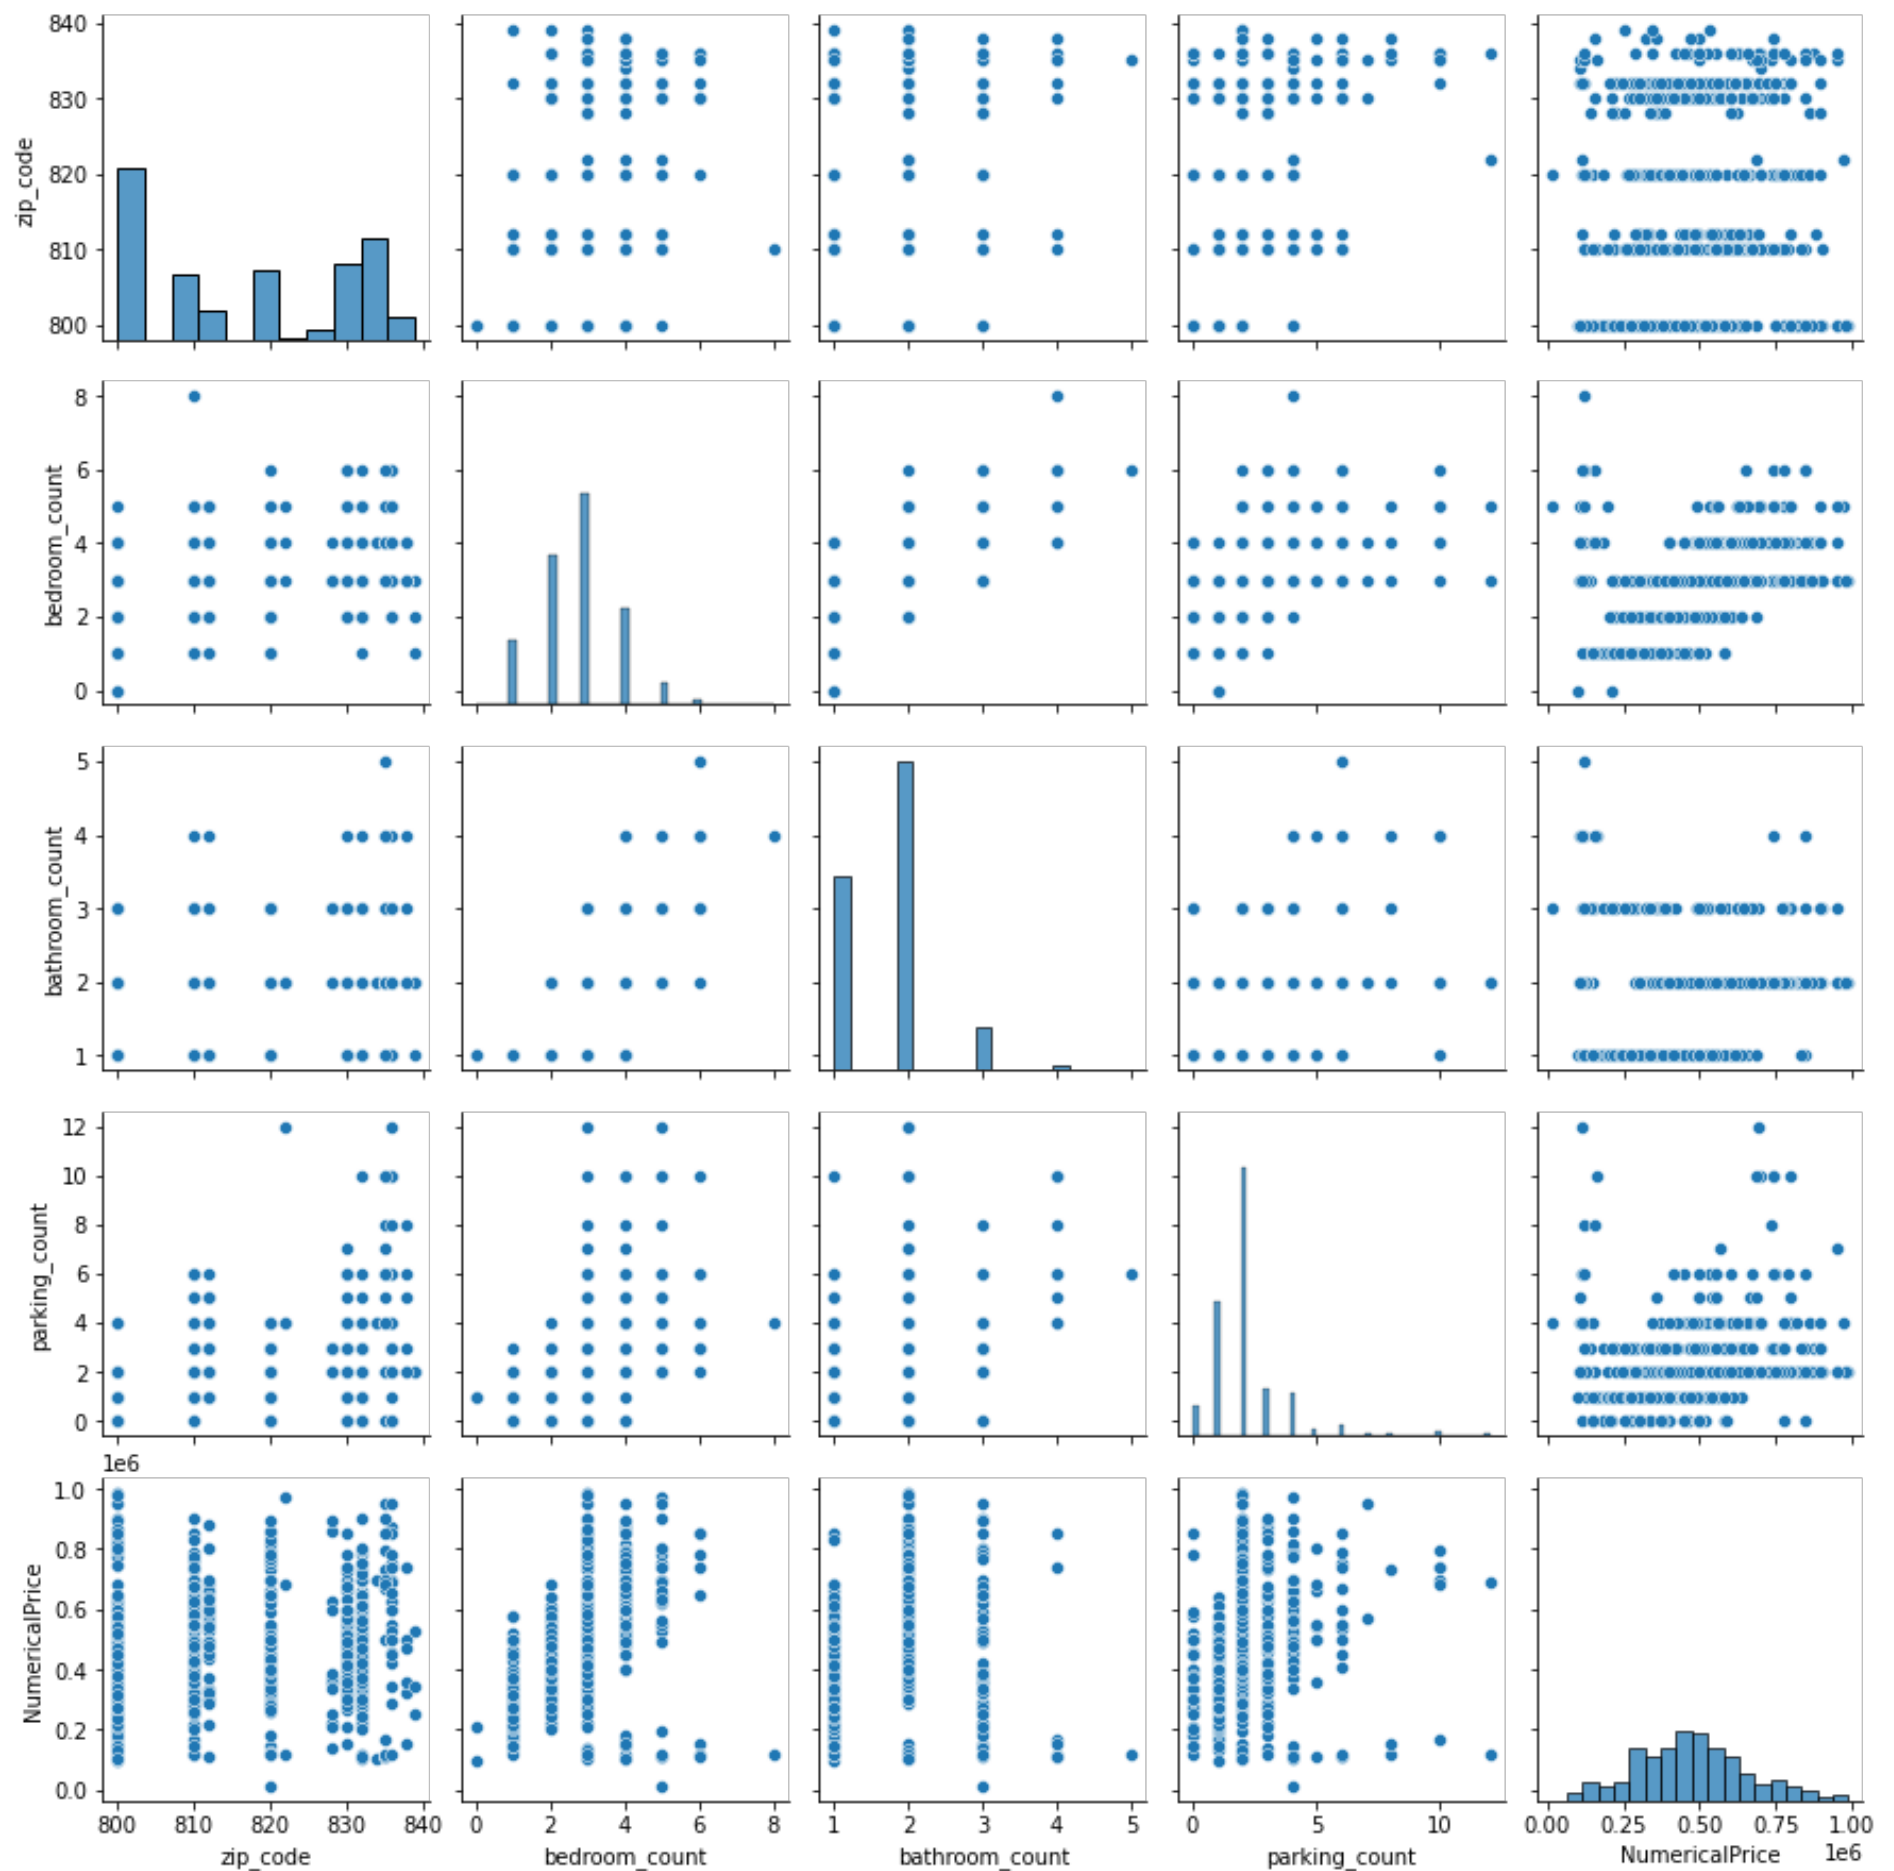 840
830
820
810
800
zip_code
8
6
4
2
0
bedroom_count
5
4
3
2
1
bathroom_count
12
10
8
6
4
2
0
parking_count
1e6
1.0
0.8
0.6
0.4
0.2
0.0
NumericalPrice
800 810 820 830 840
zip_code
0 2 4 6 8
bedroom_count
1 2 3 4 5
bathroom_count
0 5 10
parking_count
0.00 0.25 0.50 0.75 1.00
NumericalPrice
1e6